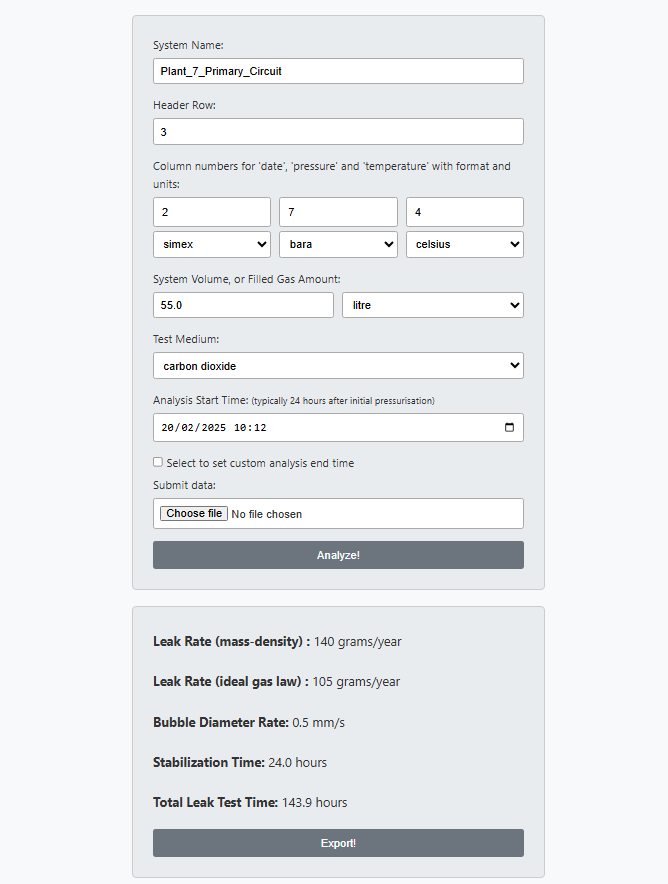 System Name:
Plant_7_Primary_Circuit
Header Row:
3
Column numbers for 'date', 'pressure' and 'temperature' with format and
units:
2 7 4
simex bara celsius
System Volume, or Filled Gas Amount:
55.0 litre
Test Medium:
carbon dioxide
Analysis Start Time: (typically 24 hours after initial pressurisation)
20/02/2025 10:12
Select to set custom analysis end time
Submit data:
Choose file No file chosen
Analyze!
Leak Rate (mass-density) : 140 grams/year
Leak Rate (ideal gas law) : 105 grams/year
Bubble Diameter Rate: 0.5 mm/s
Stabilization Time: 24.0 hours
Total Leak Test Time: 143.9 hours
Export!